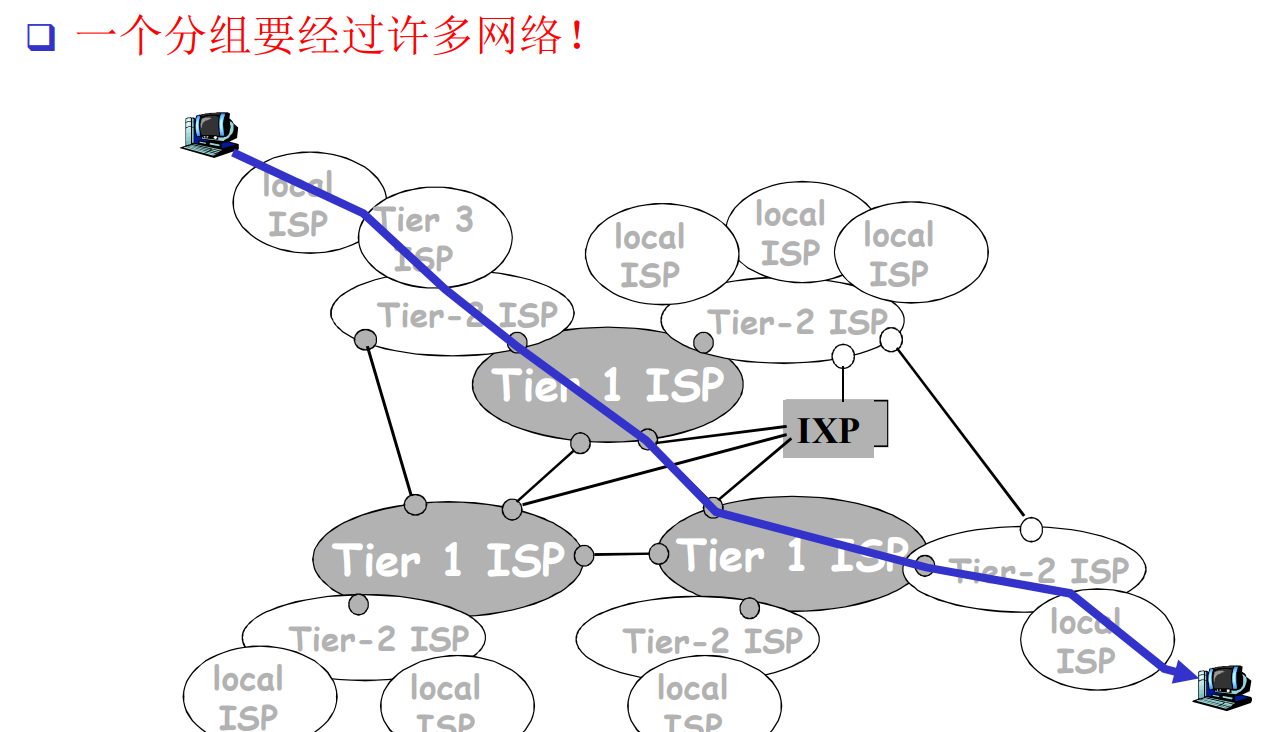 一个分组要经过许多网络！
local
ISP
Tier 3
ISP
local
ISP
local
ISP
local
ISP
Tier-2 ISP
Tier-2 ISP
Tier 1 ISP
IXP
Tier 1 ISP
Tier 1 ISP
Tier-2 ISP
local
ISP
Tier-2 ISP
Tier-2 ISP
local
ISP
local
ISP
local
ISP